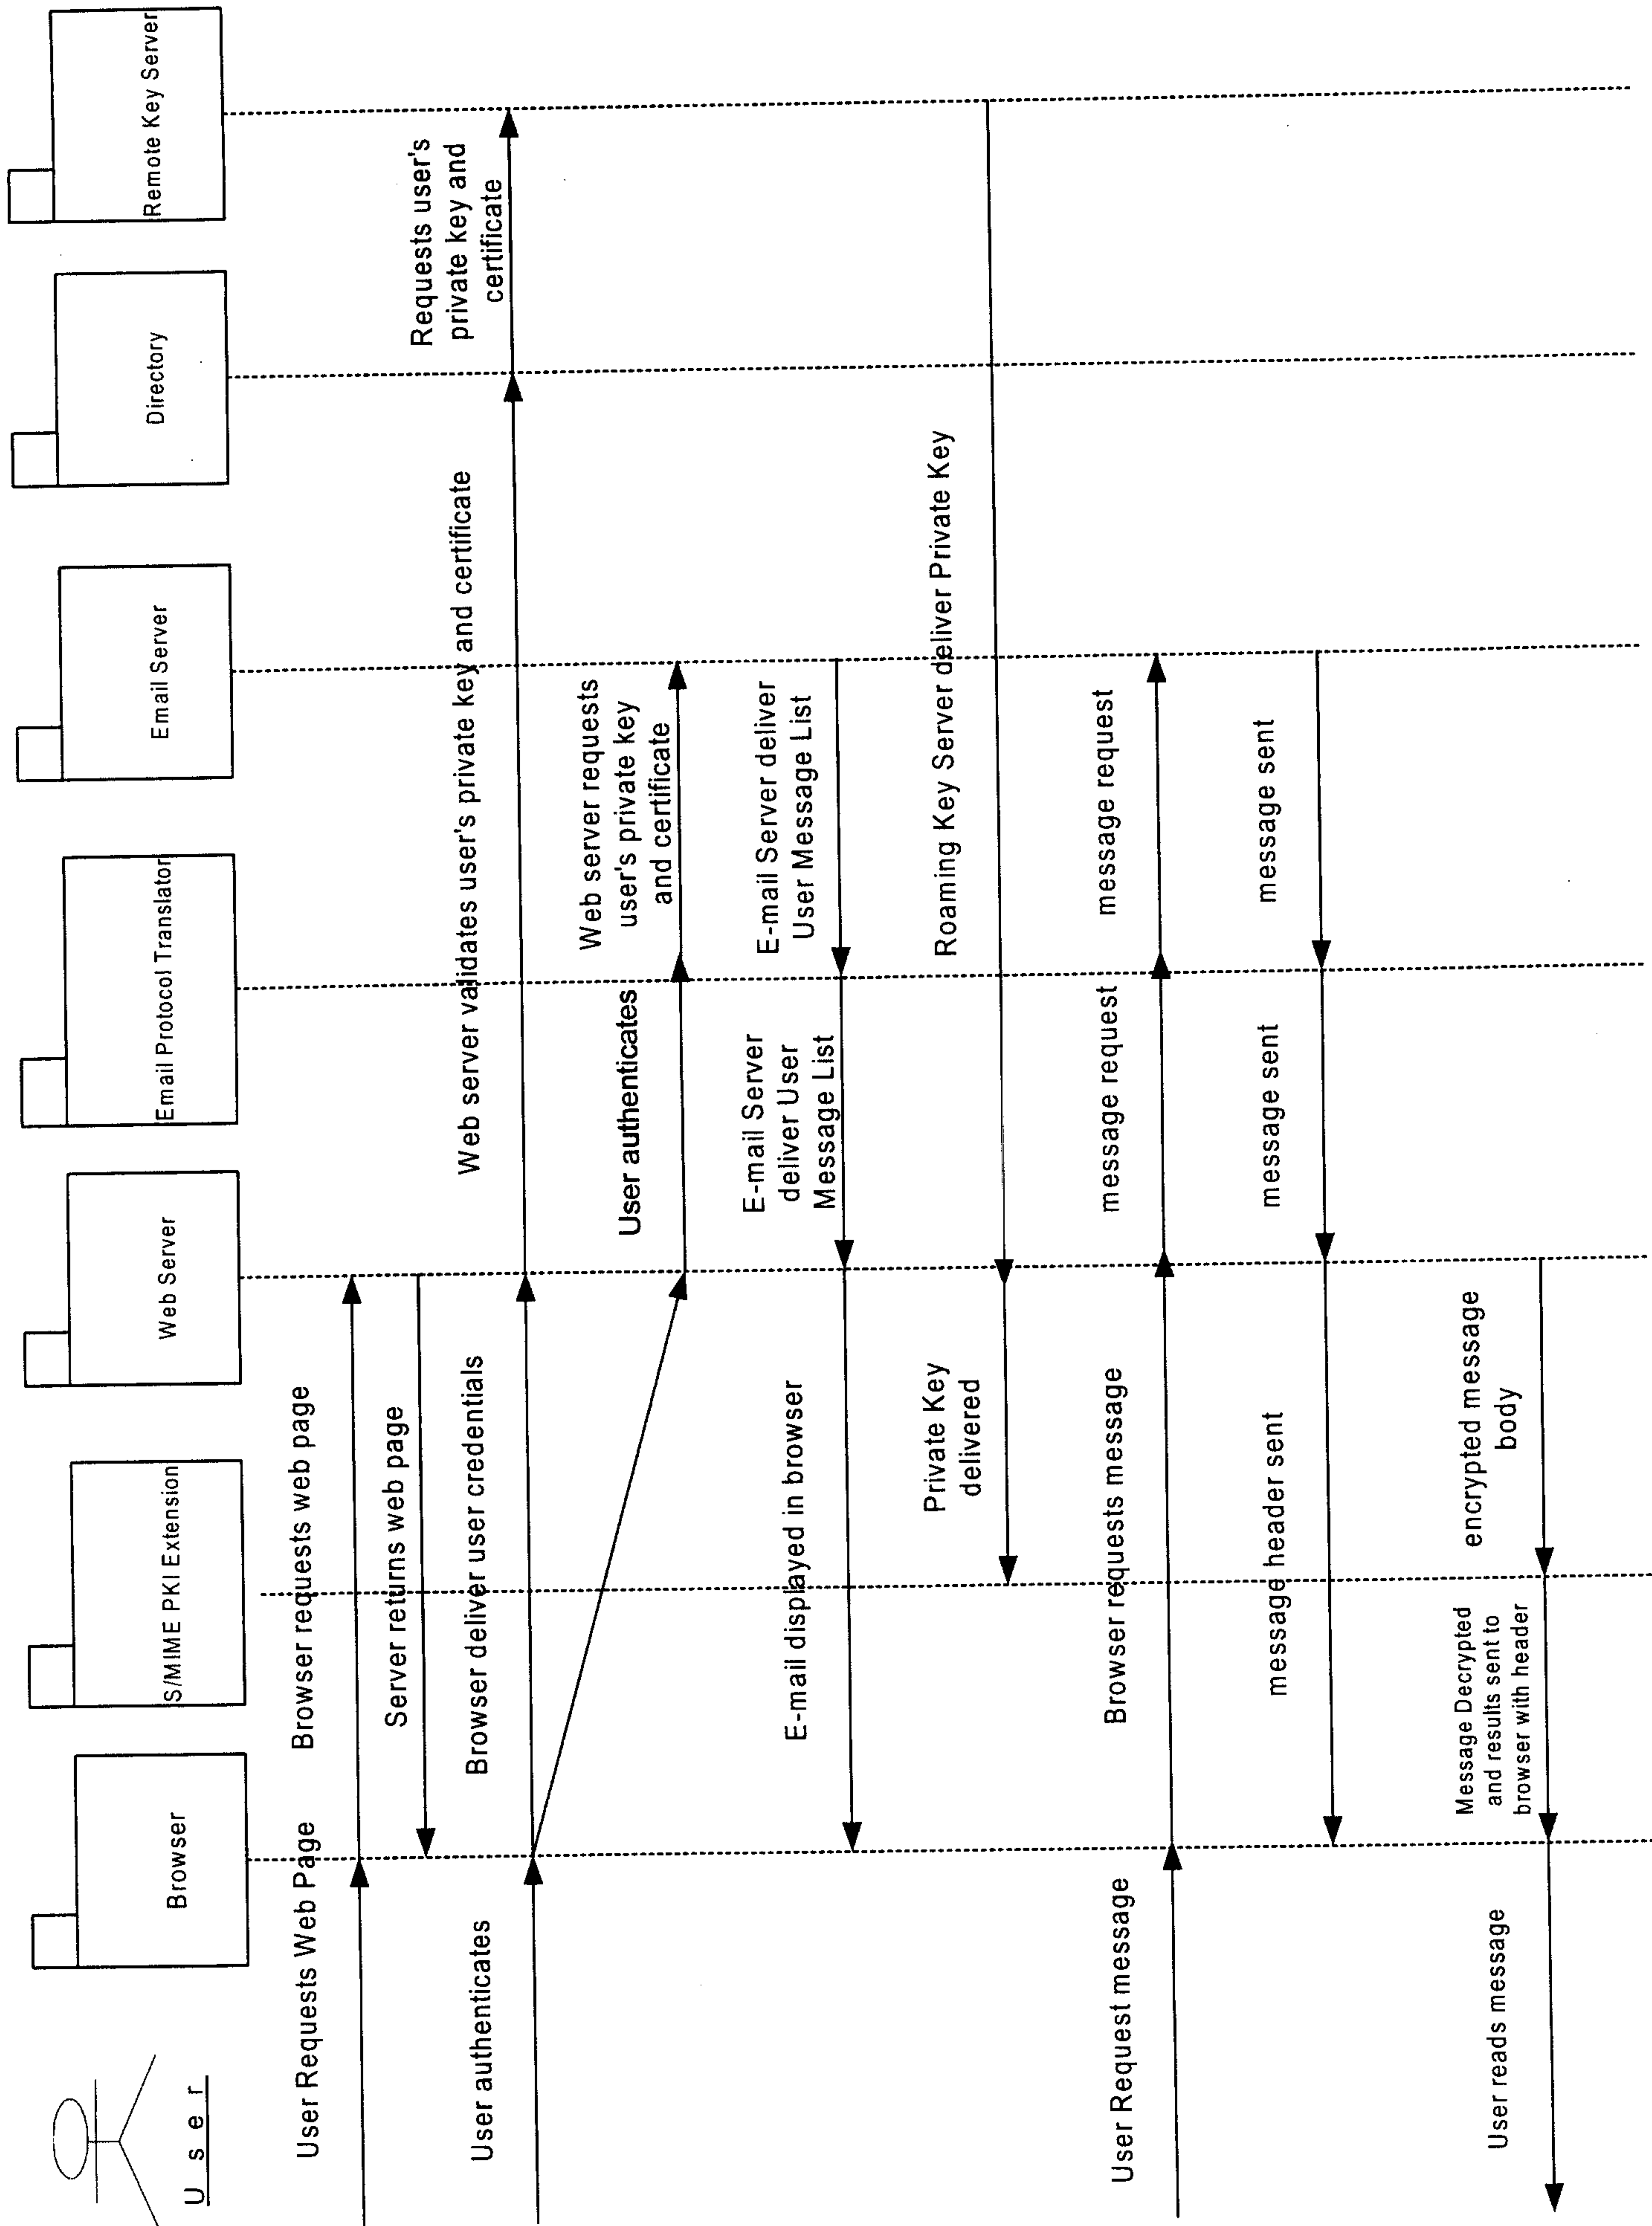 User
Browser
S/MIME PKI Extension
Web Server
Email Protocol Translator
Email Server
Directory
Remote Key Server
User Requests Web Page
Browser requests web page
Server returns web page
User authenticates
Browser deliver user credentials
Web server validates user's private key and certificate
Requests user's
private key and
certificate
User authenticates
Web server requests
user's private key
and certificate
E-mail displayed in browser
E-mail Server
deliver User
Message List
E-mail Server deliver
User Message List
Private Key
delivered
Roaming Key Server deliver Private Key
User Request message
Browser requests message
message request
message request
message header sent
message sent
message sent
User reads message
Message Decrypted
and results sent to
browser with header
encrypted message
body